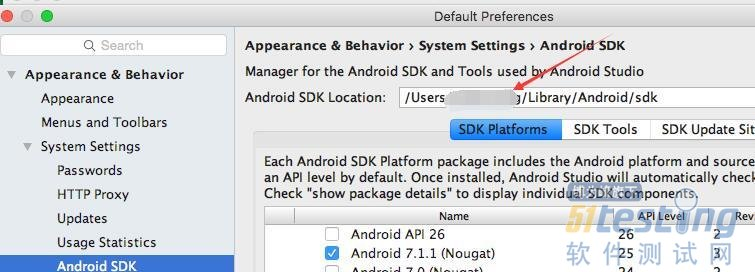 Default Preferences
Search
Appearance & Behavior › System Settings › Android SDK
Manager for the Android SDK and Tools used by Android Studio
Android SDK Location: /Users g/Library/Android/sdk
Appearance & Behavior
Appearance
Menus and Toolbars
System Settings
Passwords
HTTP Proxy
Updates
Usage Statistics
Android SDK
SDK Platforms SDK Tools SDK Update Sit
Each Android SDK Platform package includes the Android platform and source
an API level by default. Once installed, Android Studio will automatically chec
Check "show package details" to display individual SDK components.
Name API Level Rev
Android API 26 26 2
Android 7.1.1 (Nougat) 25 3
Android 7.0 (Nougat) 24 2
51testing
软件测试网